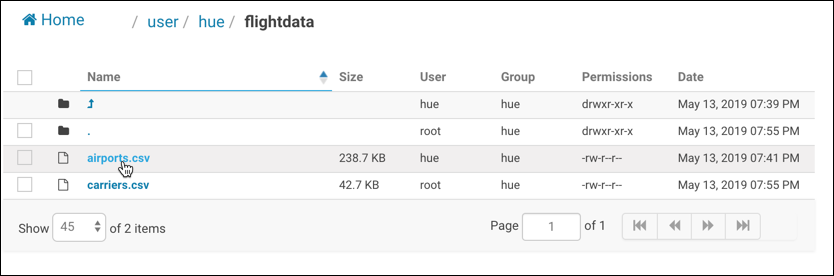 Home / user / hue / flightdata
Name Size User Group Permissions Date
hue hue drwxr-xr-x May 13, 2019 07:39 PM
. root hue drwxr-xr-x May 13, 2019 07:55 PM
airports.csv 238.7 KB hue hue -rw-r--r-- May 13, 2019 07:41 PM
carriers.csv 42.7 KB root hue -rw-r--r-- May 13, 2019 07:55 PM
Show 45 of 2 items Page 1 of 1